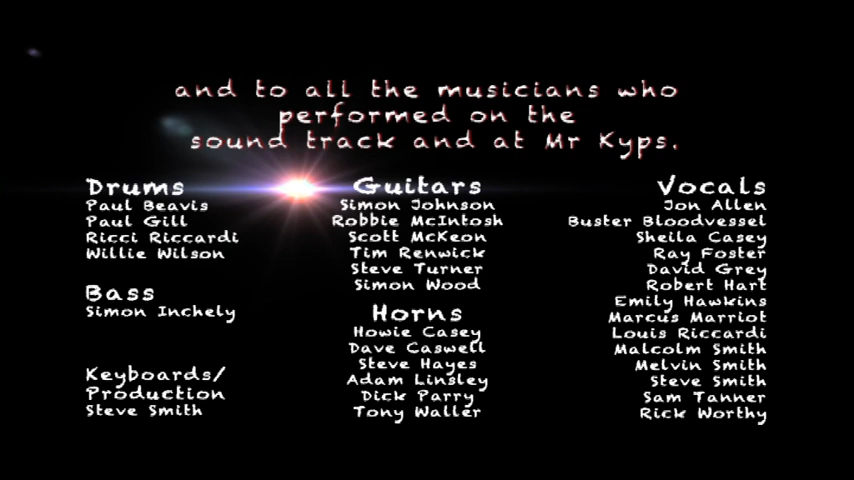 and to all the musicians who
performed on the
sound track and at Mr Kyps.
Drums
Paul Beavis
Paul Gill
Ricci Riccardi
Willie Wilson
Bass
Simon Inchely
Keyboards/
Production
Steve Smith
Guitars
Simon Johnson
Robbie McIntosh
Scott McKeon
Tim Renwick
Steve Turner
Simon Wood
Horns
Howie Casey
Dave Caswell
Steve Hayes
Adam Linsley
Dick Parry
Tony Waller
Vocals
Jon Allen
Buster Bloodvessel
Sheila Casey
Ray Foster
David Grey
Robert Hart
Emily Hawkins
Marcus Marriot
Louis Riccardi
Malcolm Smith
Melvin Smith
Steve Smith
Sam Tanner
Rick Worthy